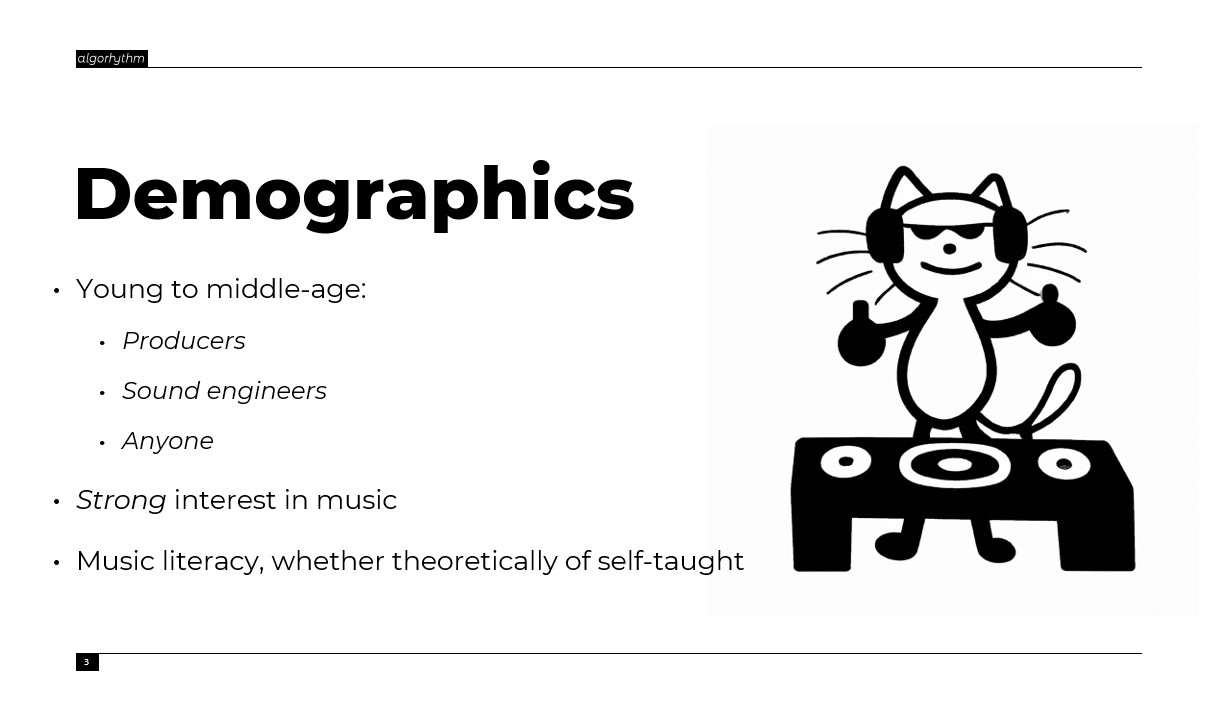 algorhythm
Demographics
• Young to middle-age:
• Producers
• Sound engineers
• Anyone
• Strong interest in music
• Music literacy, whether theoretically of self-taught
3